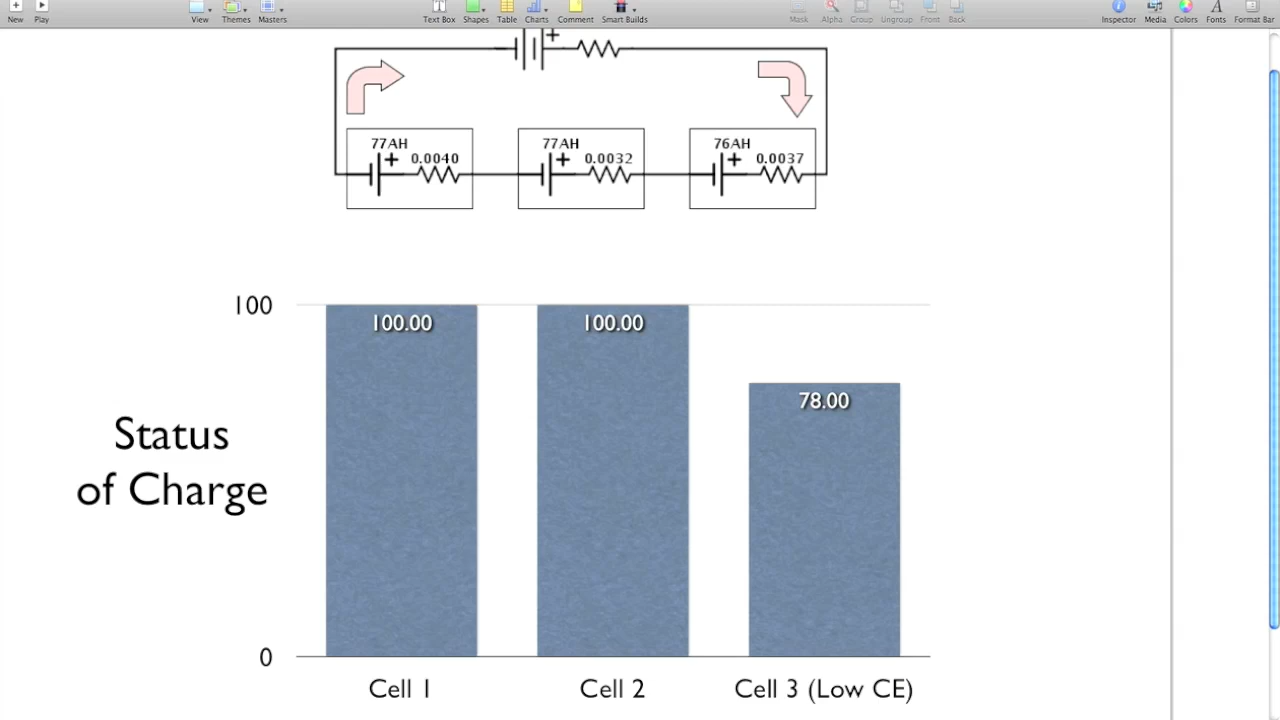 New Play View Themes Masters Text Box Shapes Table Charts Comment Smart Builds Mask Alpha Group Ungroup Front Back Inspector Media Colors Fonts Format Bar
+
77AH 77AH 76AH
+ 0.0040 + 0.0032 + 0.0037
100
100.00 100.00
78.00
Status
of Charge
0
Cell 1 Cell 2 Cell 3 (Low CE)